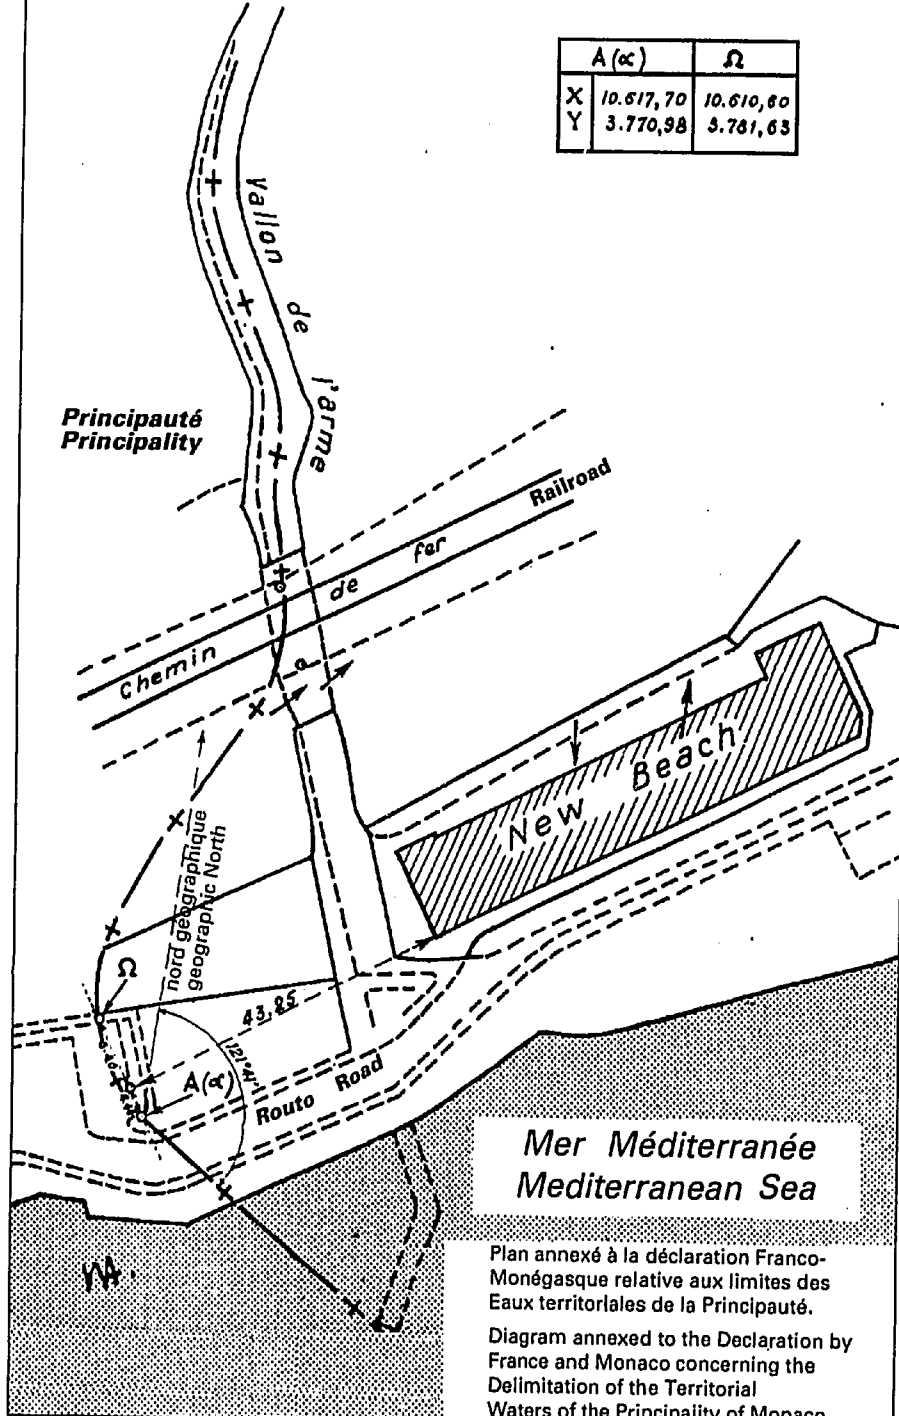 A (∝) Ω
X 10.617,70 10.610,60
Y 3.770,98 3.781,63
Vallon de l'arme
Principauté
Principality
Railroad
Chemin de fer
New Beach
nord géographique
geographic North
Ω
43,85
121°41'
A(∝)
Routo Road
Mer Méditerranée
Mediterranean Sea
Plan annexé à la déclaration Franco-
Monégasque relative aux limites des
Eaux territoriales de la Principauté.
Diagram annexed to the Declaration by
France and Monaco concerning the
Delimitation of the Territorial
Waters of the Principality of Monaco